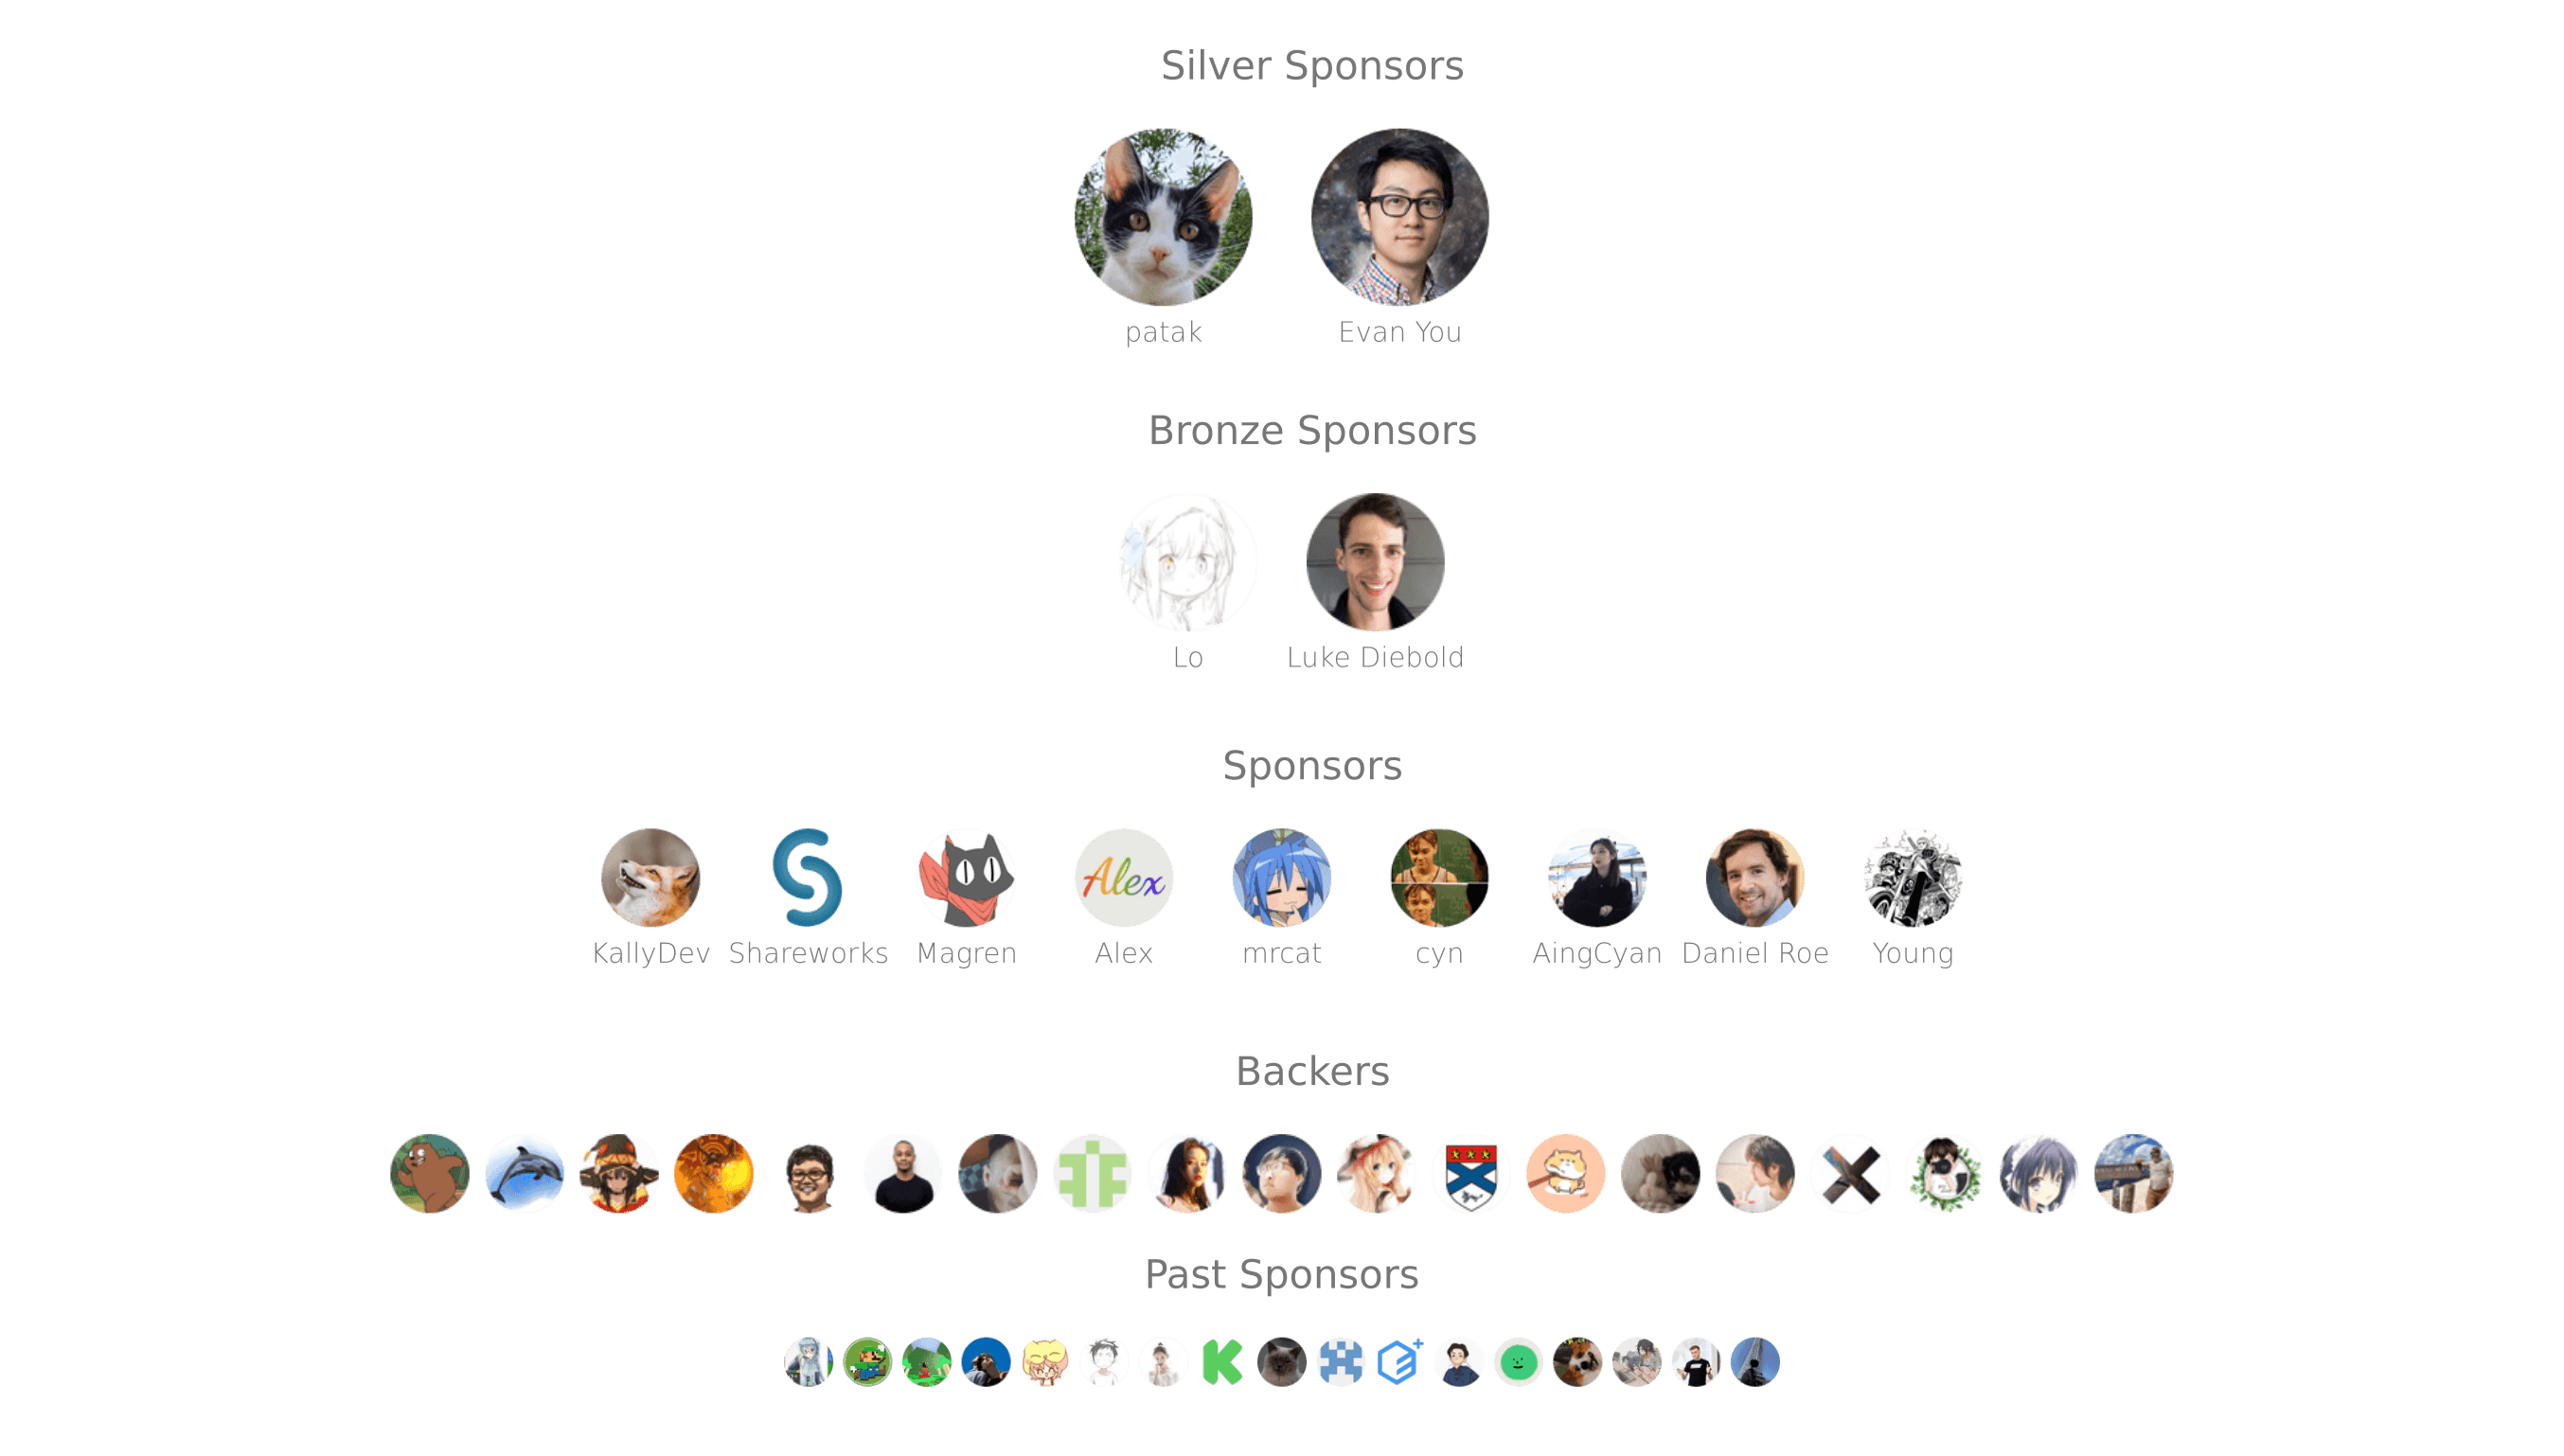 Silver Sponsors
patak Evan You
Bronze Sponsors
Lo Luke Diebold
Sponsors
Alex
KallyDev Shareworks Magren Alex mrcat cyn AingCyan Daniel Roe Young
Backers
Past Sponsors